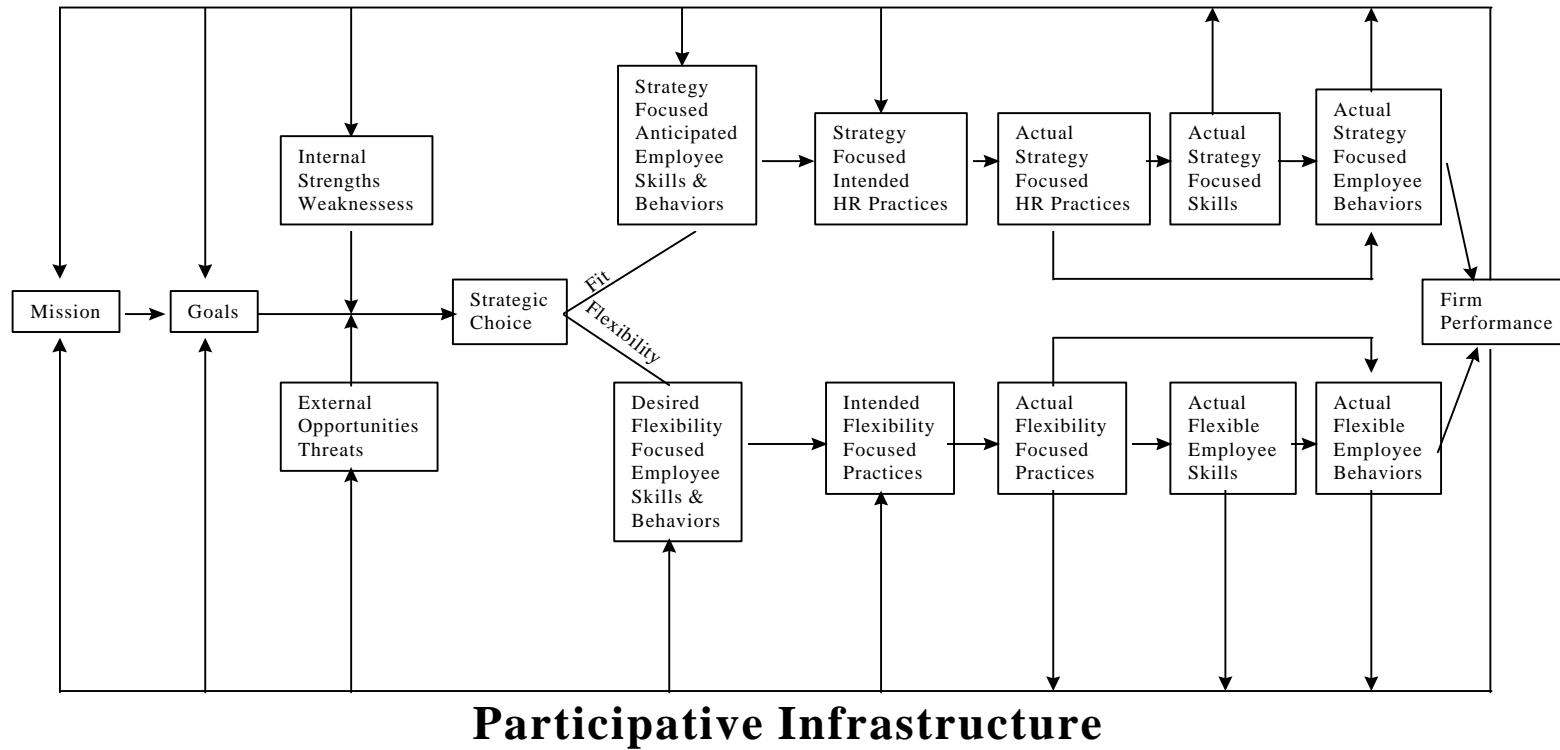 Strategy
Focused
Anticipated
Employee
Skills &
Behaviors
Strategy
Focused
Intended
HR Practices
Actual
Strategy
Focused
HR Practices
Actual
Strategy
Focused
Skills
Actual
Strategy
Focused
Employee
Behaviors
Internal
Strengths
Weaknessess
Mission
Goals
Strategic
Choice
Fit
Flexibility
Firm
Performance
External
Opportunities
Threats
Desired
Flexibility
Focused
Employee
Skills &
Behaviors
Intended
Flexibility
Focused
Practices
Actual
Flexibility
Focused
Practices
Actual
Flexible
Employee
Skills
Actual
Flexible
Employee
Behaviors
Participative Infrastructure